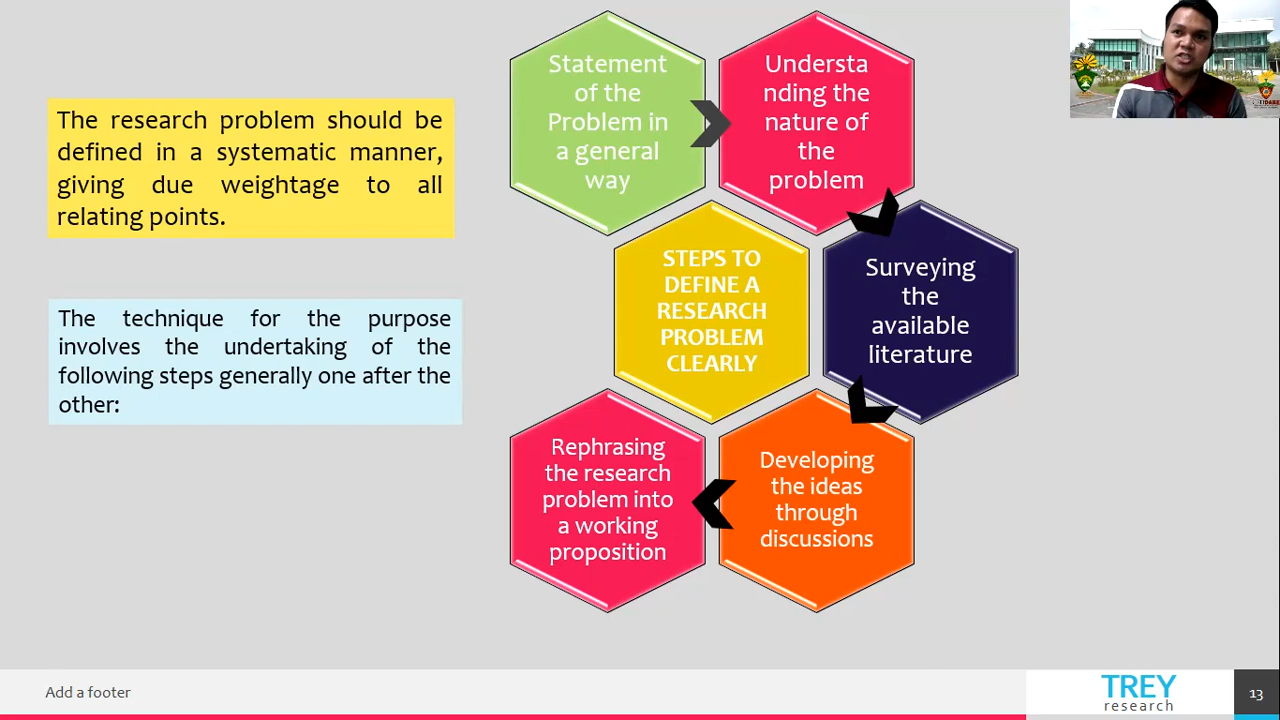 The research problem should be
defined in a systematic manner,
giving due weightage to all
relating points.
The technique for the purpose
involves the undertaking of the
following steps generally one after the
other:
Statement
of the
Problem in
a general
way
Understa
nding the
nature of
the
problem
STEPS TO
DEFINE A
RESEARCH
PROBLEM
CLEARLY
Surveying
the
available
literature
Developing
the ideas
through
discussions
Rephrasing
the research
problem into
a working
proposition
Add a footer
TREY
research
13